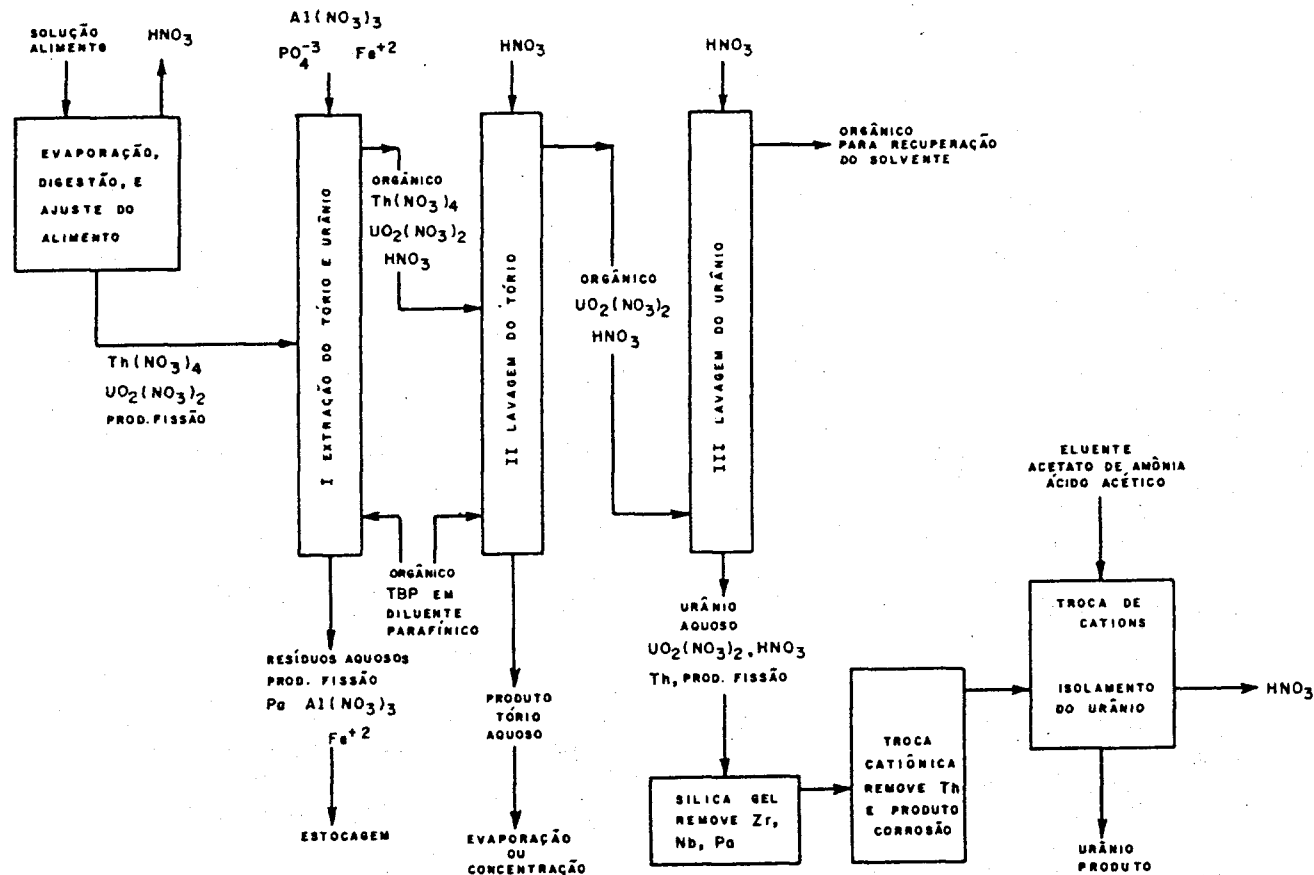 SOLUÇÃO
ALIMENTO
HNO3
EVAPORAÇÃO,
DIGESTÃO, E
AJUSTE DO
ALIMENTO
Th(NO3)4
UO2(NO3)2
PROD. FISSÃO
Al(NO3)3
PO4-3 Fe+2
I EXTRAÇÃO DO TÓRIO E URÂNIO
ORGÂNICO
Th(NO3)4
UO2(NO3)2
HNO3
ORGÂNICO
TBP EM
DILUENTE
PARAFÍNICO
RESÍDUOS AQUOSOS
PROD. FISSÃO
Pa Al(NO3)3
Fe+2
ESTOCAGEM
HNO3
II LAVAGEM DO TÓRIO
PRODUTO
TÓRIO
AQUOSO
EVAPORAÇÃO
OU
CONCENTRAÇÃO
ORGÂNICO
UO2(NO3)2
HNO3
HNO3
III LAVAGEM DO URÂNIO
ORGÂNICO
PARA RECUPERAÇÃO
DO SOLVENTE
URÂNIO
AQUOSO
UO2(NO3)2, HNO3
Th, PROD. FISSÃO
SILICA GEL
REMOVE Zr,
Nb, Pa
TROCA
CATIÔNICA
REMOVE Th
E PRODUTO
CORROSÃO
ELUENTE
ACETATO DE AMÔNIA
ÁCIDO ACÉTICO
TROCA DE
CATIONS
ISOLAMENTO
DO URÂNIO
HNO3
URÂNIO
PRODUTO